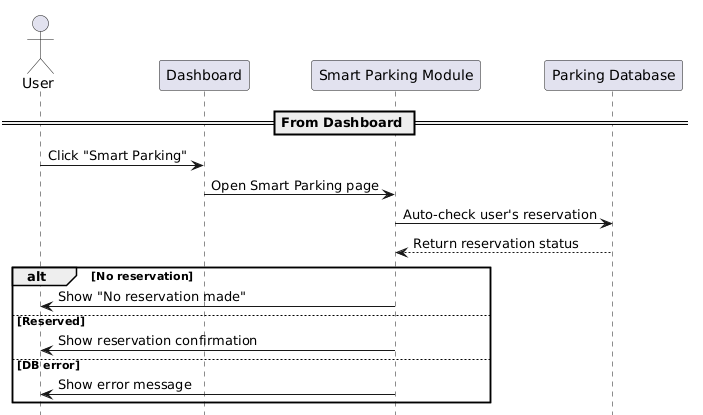 User
Dashboard
Smart Parking Module
Parking Database
From Dashboard
Click "Smart Parking"
Open Smart Parking page
Auto-check user's reservation
Return reservation status
alt
[No reservation]
Show "No reservation made"
[Reserved]
Show reservation confirmation
[DB error]
Show error message